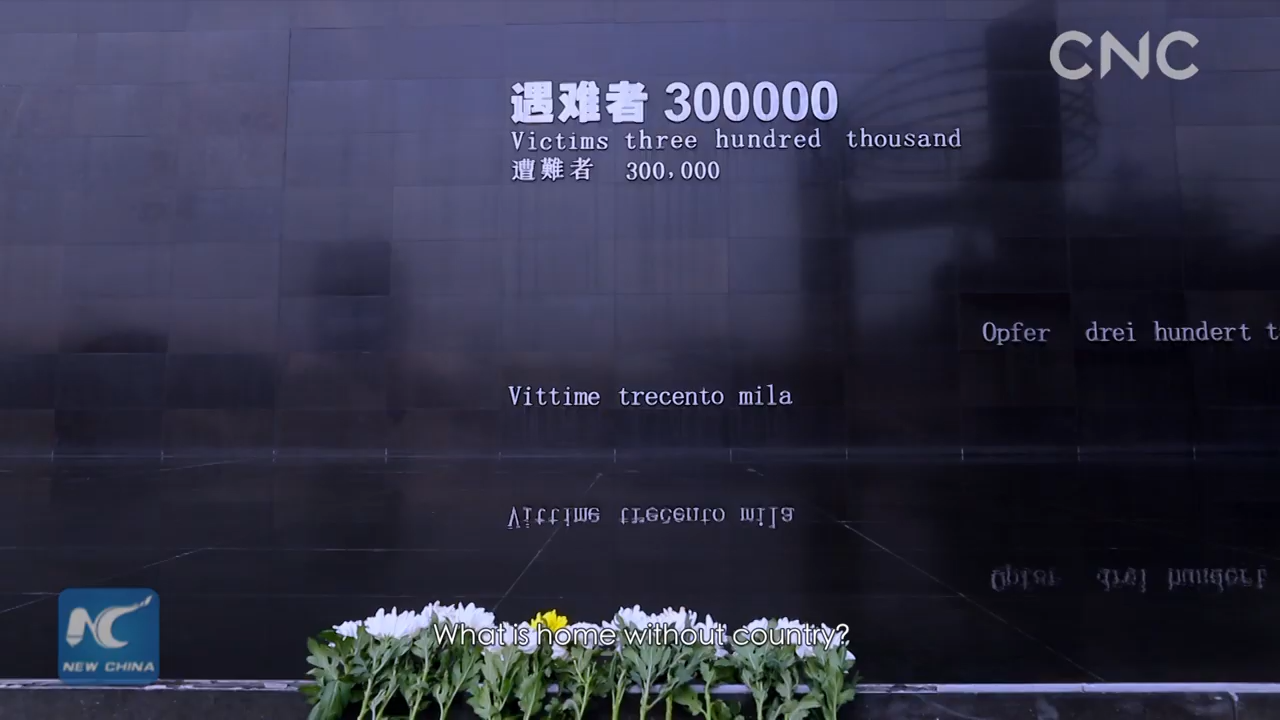 CNC
遇难者 300000
Victims three hundred thousand
遭難者 300,000
Opfer drei hundert t
Vittime trecento mila
What is home without country?
NC
NEW CHINA